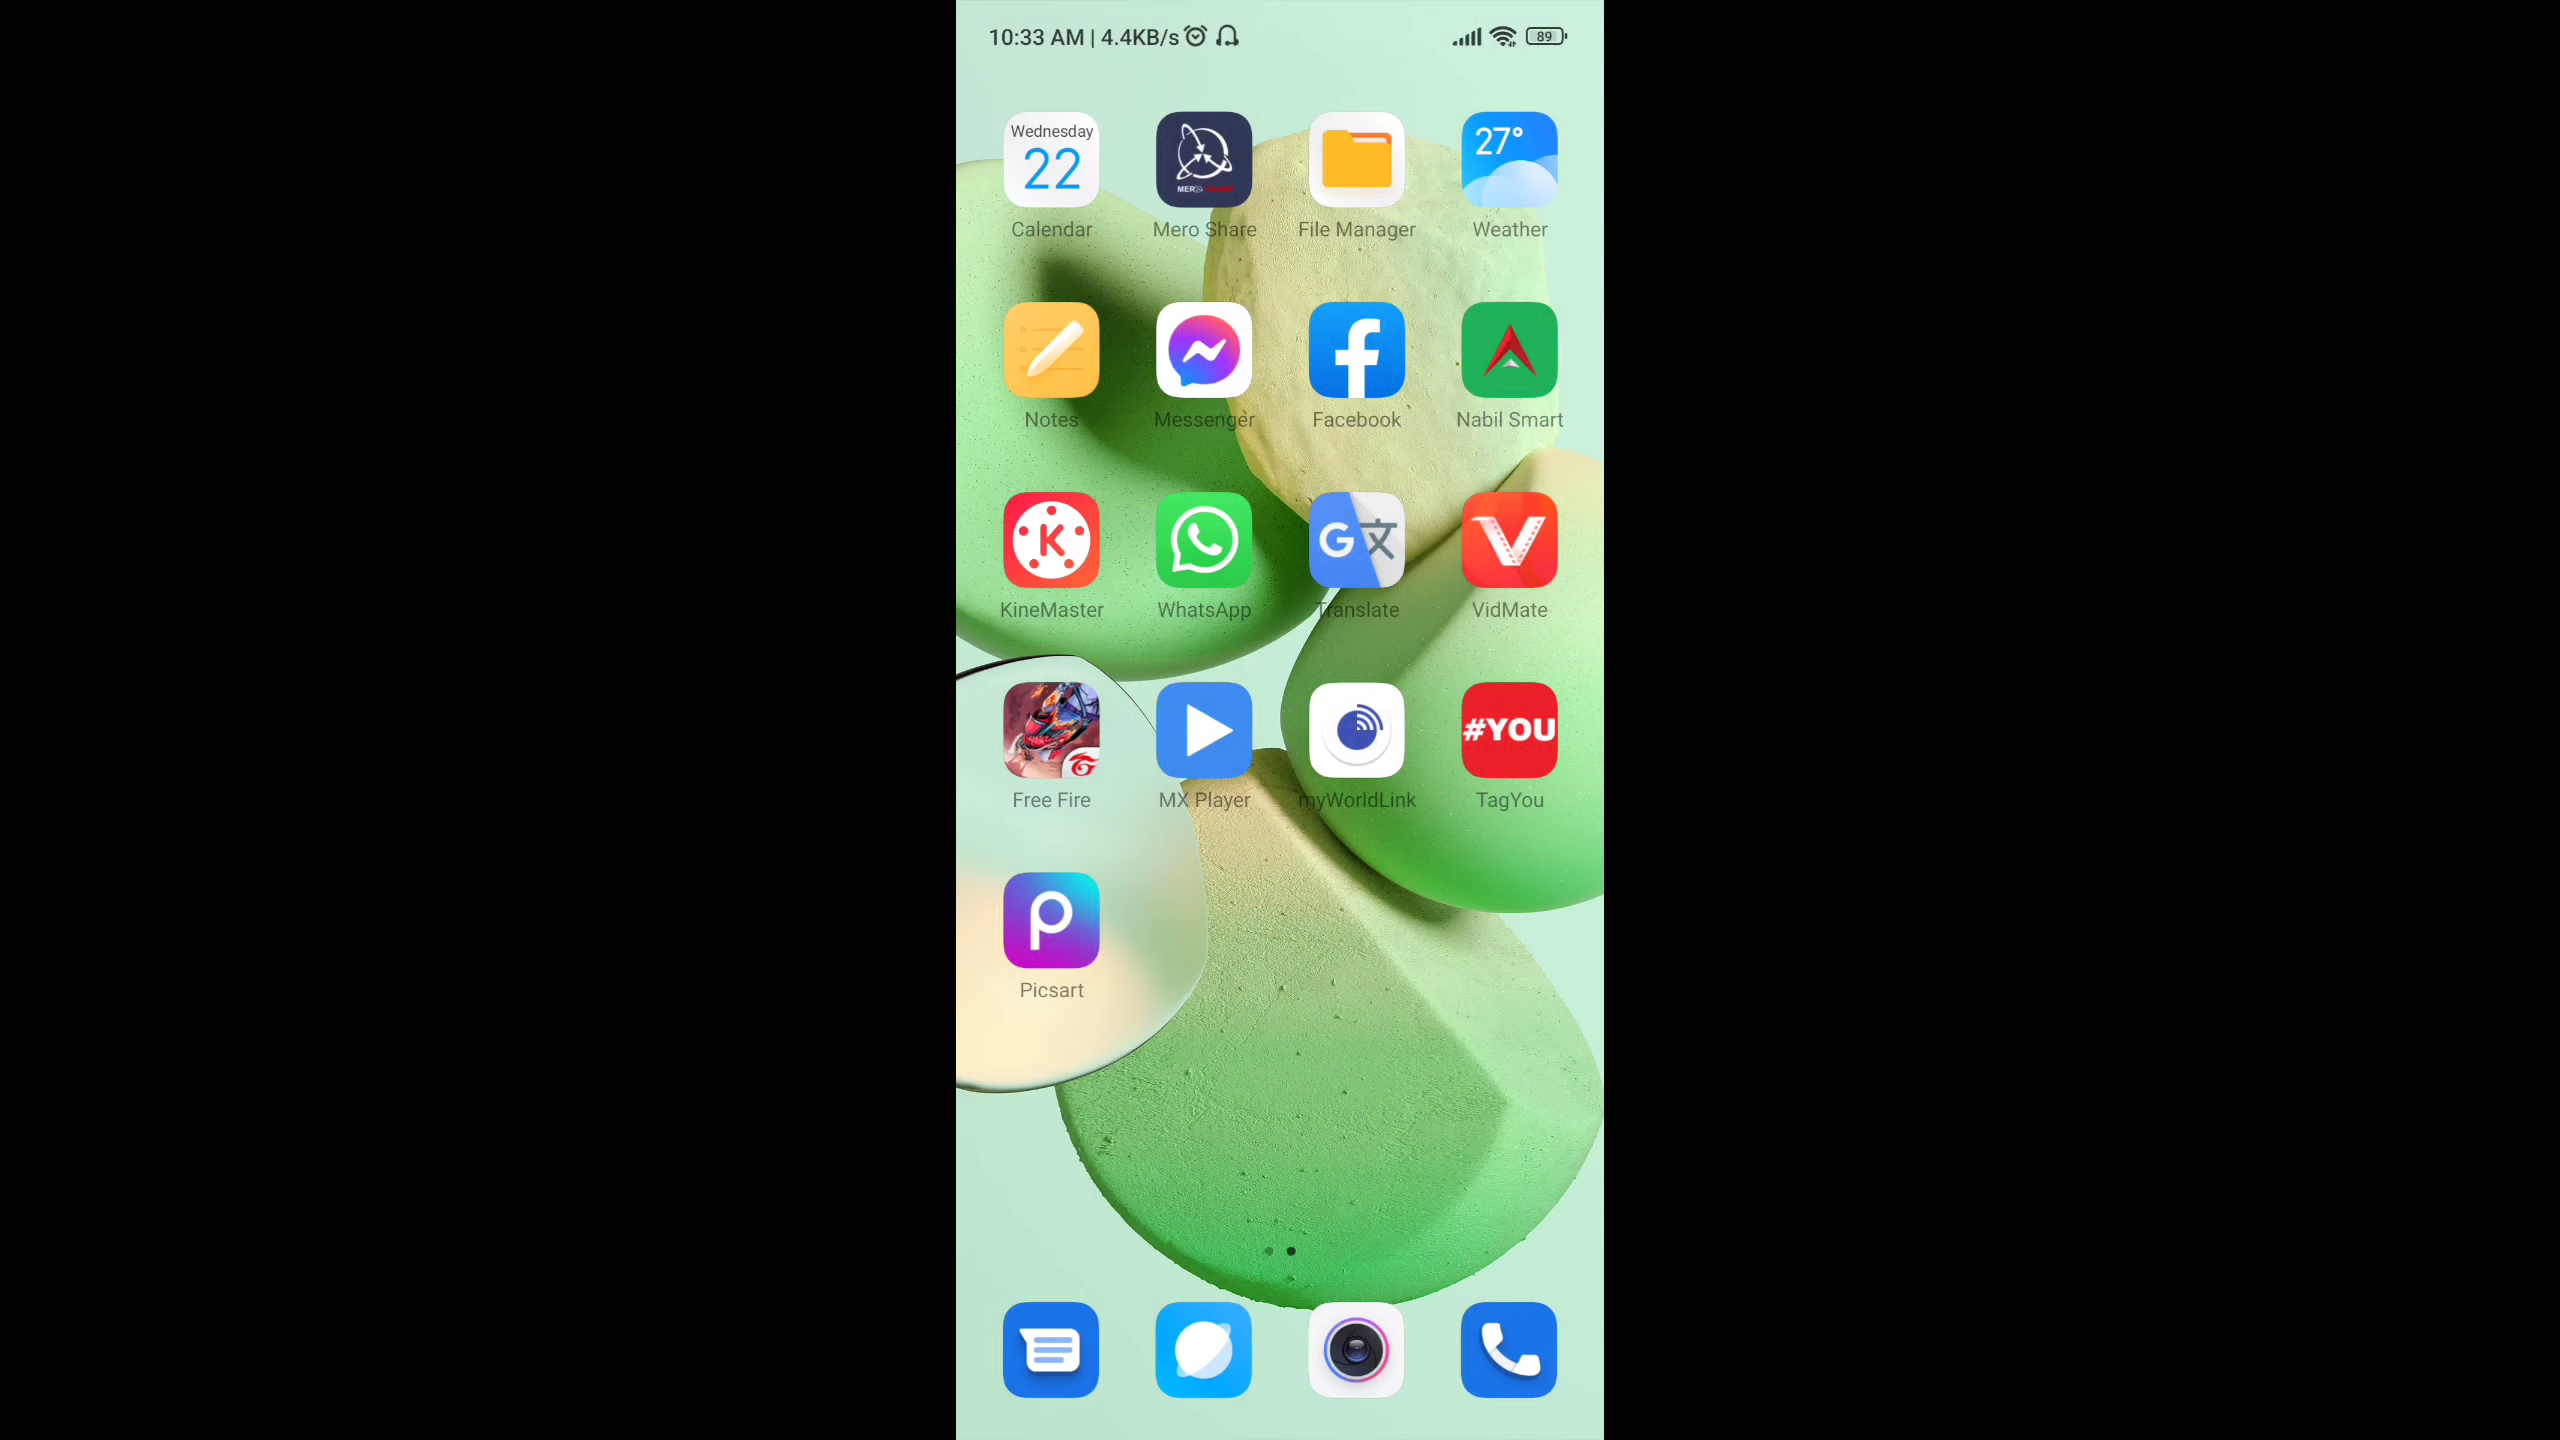 10:33 AM | 4.4KB/s
89
Wednesday
22
27°
Calendar
Mero Share
File Manager
Weather
Notes
Messenger
Facebook
Nabil Smart
KineMaster
WhatsApp
Translate
VidMate
#YOU
Free Fire
MX Player
myWorldLink
TagYou
Picsart